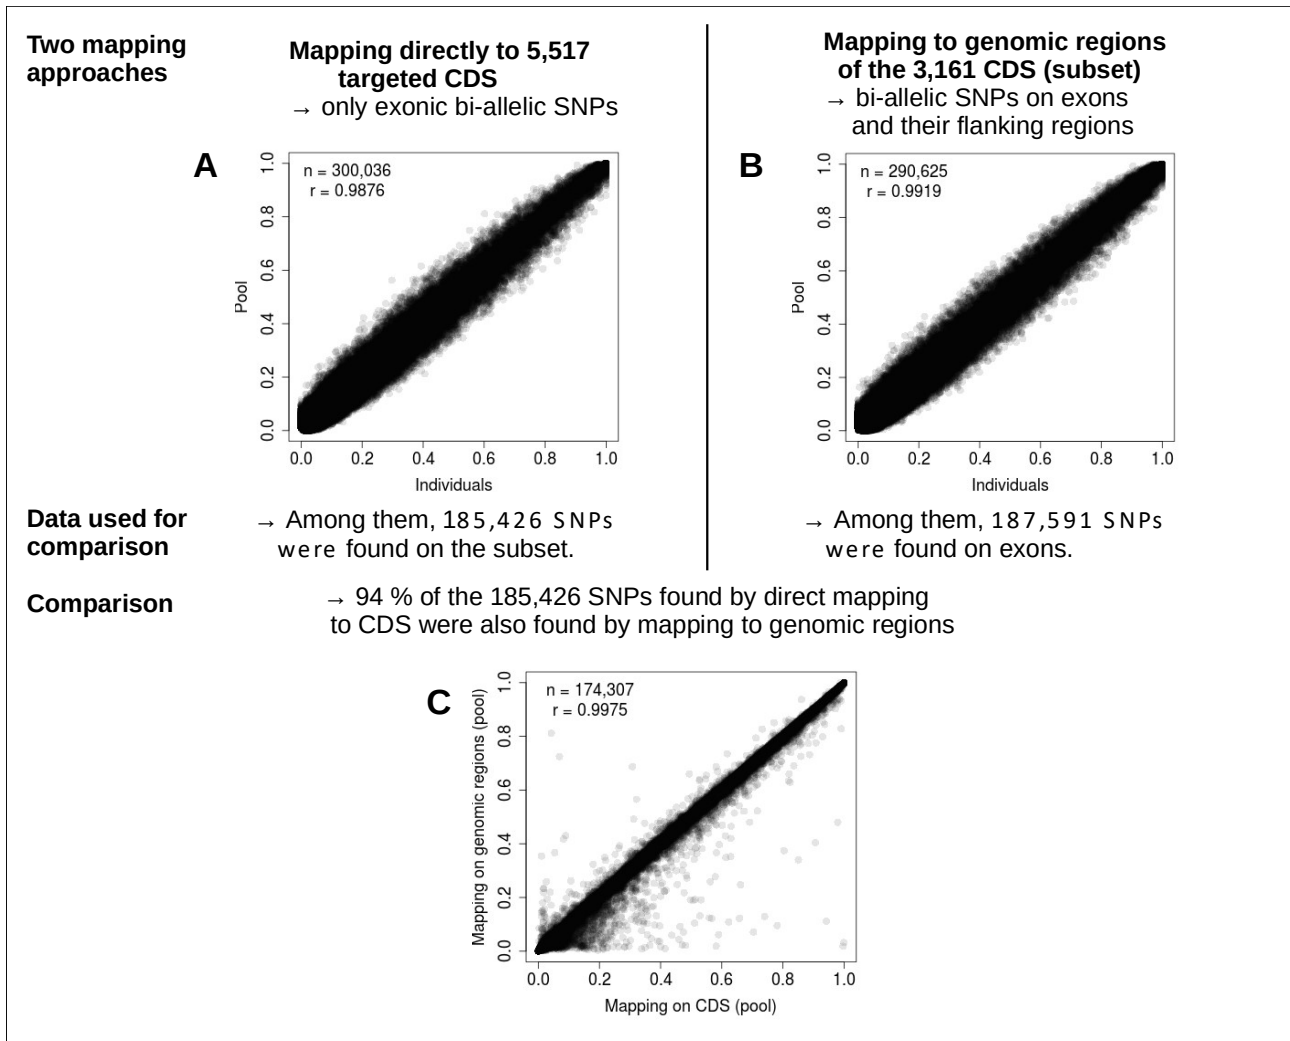 Two mapping
approaches
Mapping directly to 5,517
targeted CDS
→ only exonic bi-allelic SNPs
Mapping to genomic regions
of the 3,161 CDS (subset)
→ bi-allelic SNPs on exons
and their flanking regions
A
n = 300,036
r = 0.9876
1.0
0.8
0.6
0.4
0.2
0.0
Pool
0.0 0.2 0.4 0.6 0.8 1.0
Individuals
B
n = 290,625
r = 0.9919
1.0
0.8
0.6
0.4
0.2
0.0
Pool
0.0 0.2 0.4 0.6 0.8 1.0
Individuals
Data used for
comparison
→ Among them, 185,426 SNPs
were found on the subset.
→ Among them, 187,591 SNPs
were found on exons.
Comparison
→ 94 % of the 185,426 SNPs found by direct mapping
to CDS were also found by mapping to genomic regions
C
n = 174,307
r = 0.9975
1.0
0.8
0.6
0.4
0.2
0.0
Mapping on genomic regions (pool)
0.0 0.2 0.4 0.6 0.8 1.0
Mapping on CDS (pool)